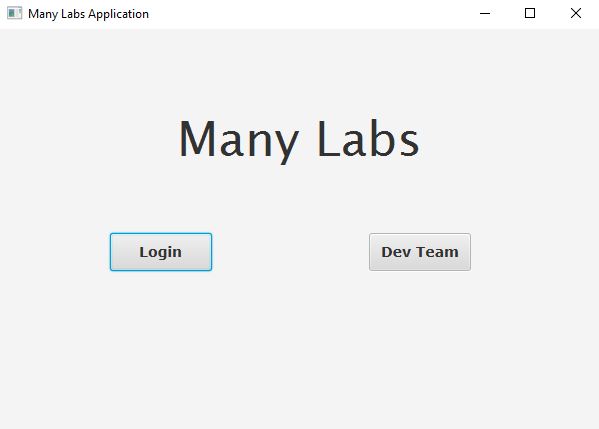 Many Labs Application
Many Labs
Login
Dev Team